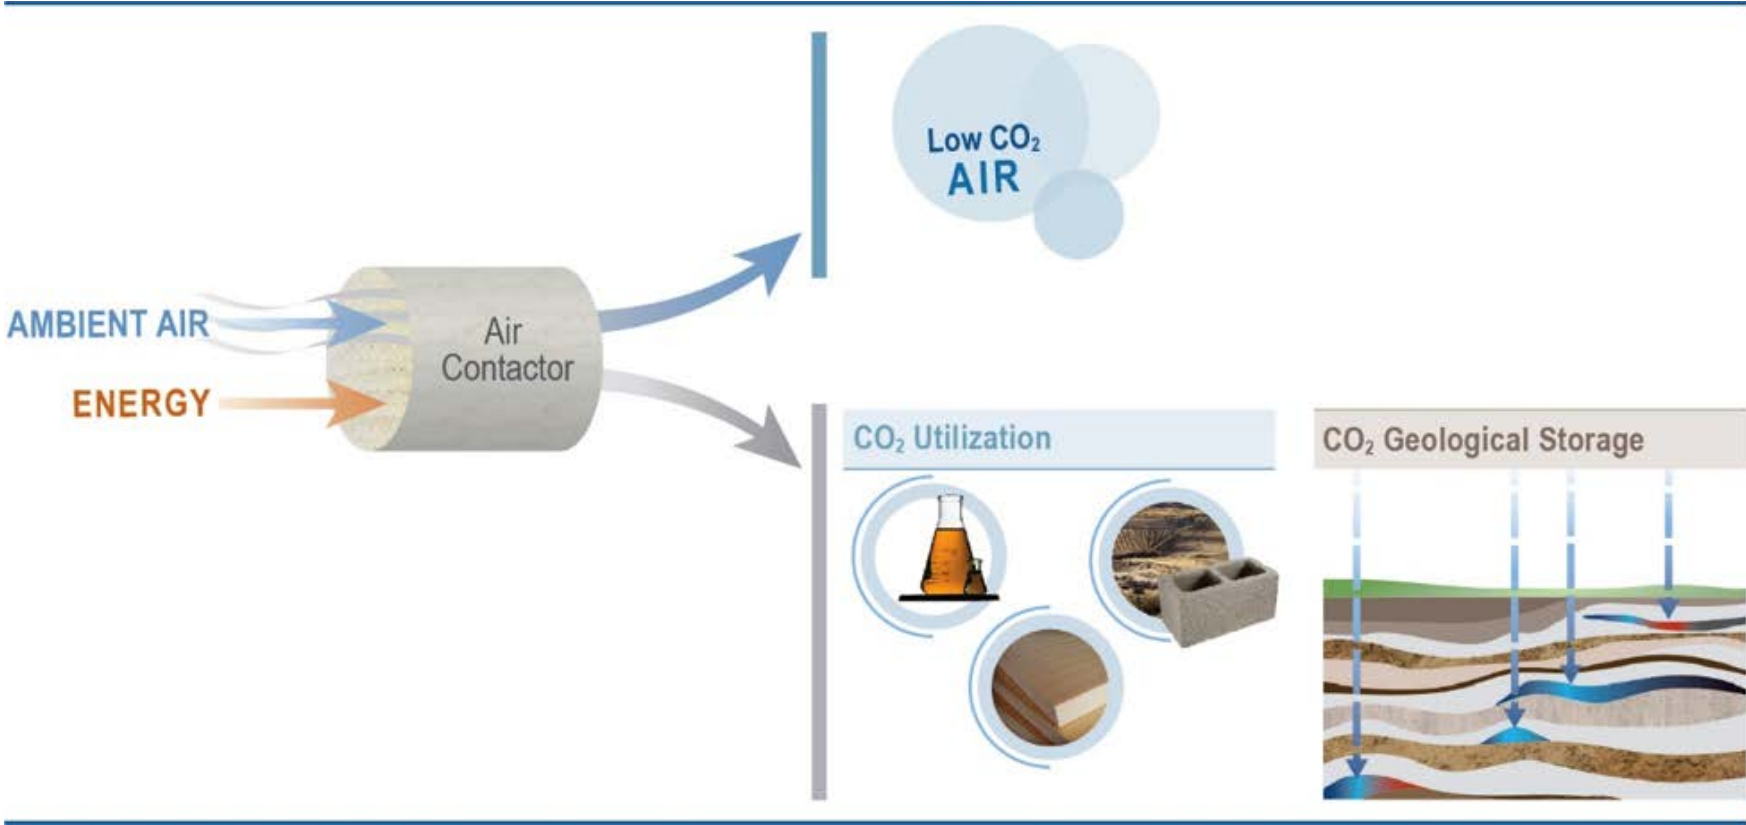 Low CO₂
AIR
AMBIENT AIR
ENERGY
Air
Contactor
CO₂ Utilization
CO₂ Geological Storage